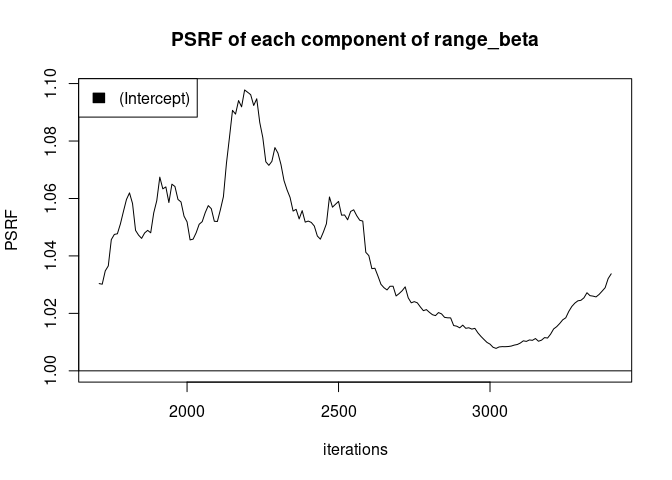 PSRF of each component of range_beta
(Intercept)
1.10
1.08
1.06
1.04
1.02
1.00
PSRF
2000
2500
3000
iterations